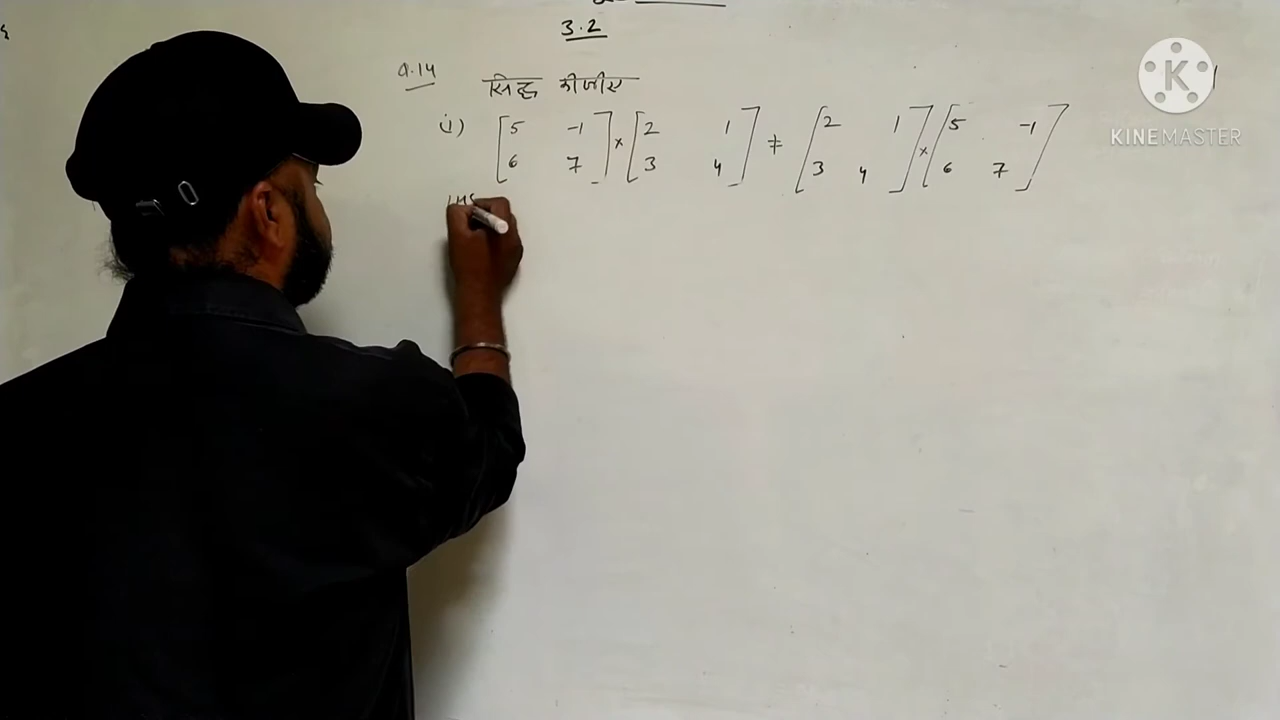 3.2
Q.14 सिद्ध कीजीए
(i) [5 -1] × [2 1] ≠ [2 1] × [5 -1]
[6 7] [3 4] [3 4] [6 7]
LHS
K
KINEMASTER